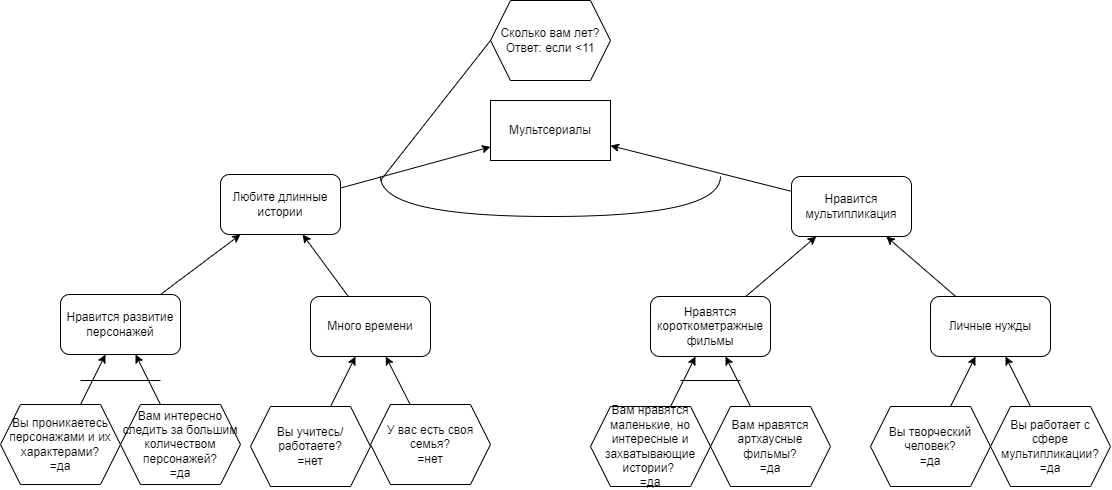 Сколько вам лет?
Ответ: если <11
Мультсериалы
Любите длинные
истории
Нравится
мультипликация
Нравится развитие
персонажей
Много времени
Нравятся
короткометражные
фильмы
Личные нужды
Вы проникаетесь
персонажами и их
характерами?
=да
Вам интересно
следить за большим
количеством
персонажей?
=да
Вы учитесь/
работаете?
=нет
У вас есть своя
семья?
=нет
Вам нравятся
маленькие, но
интересные и
захватывающие
истории?
=да
Вам нравятся
артхаусные
фильмы?
=да
Вы творческий
человек?
=да
Вы работает с
сфере
мультипликации?
=да